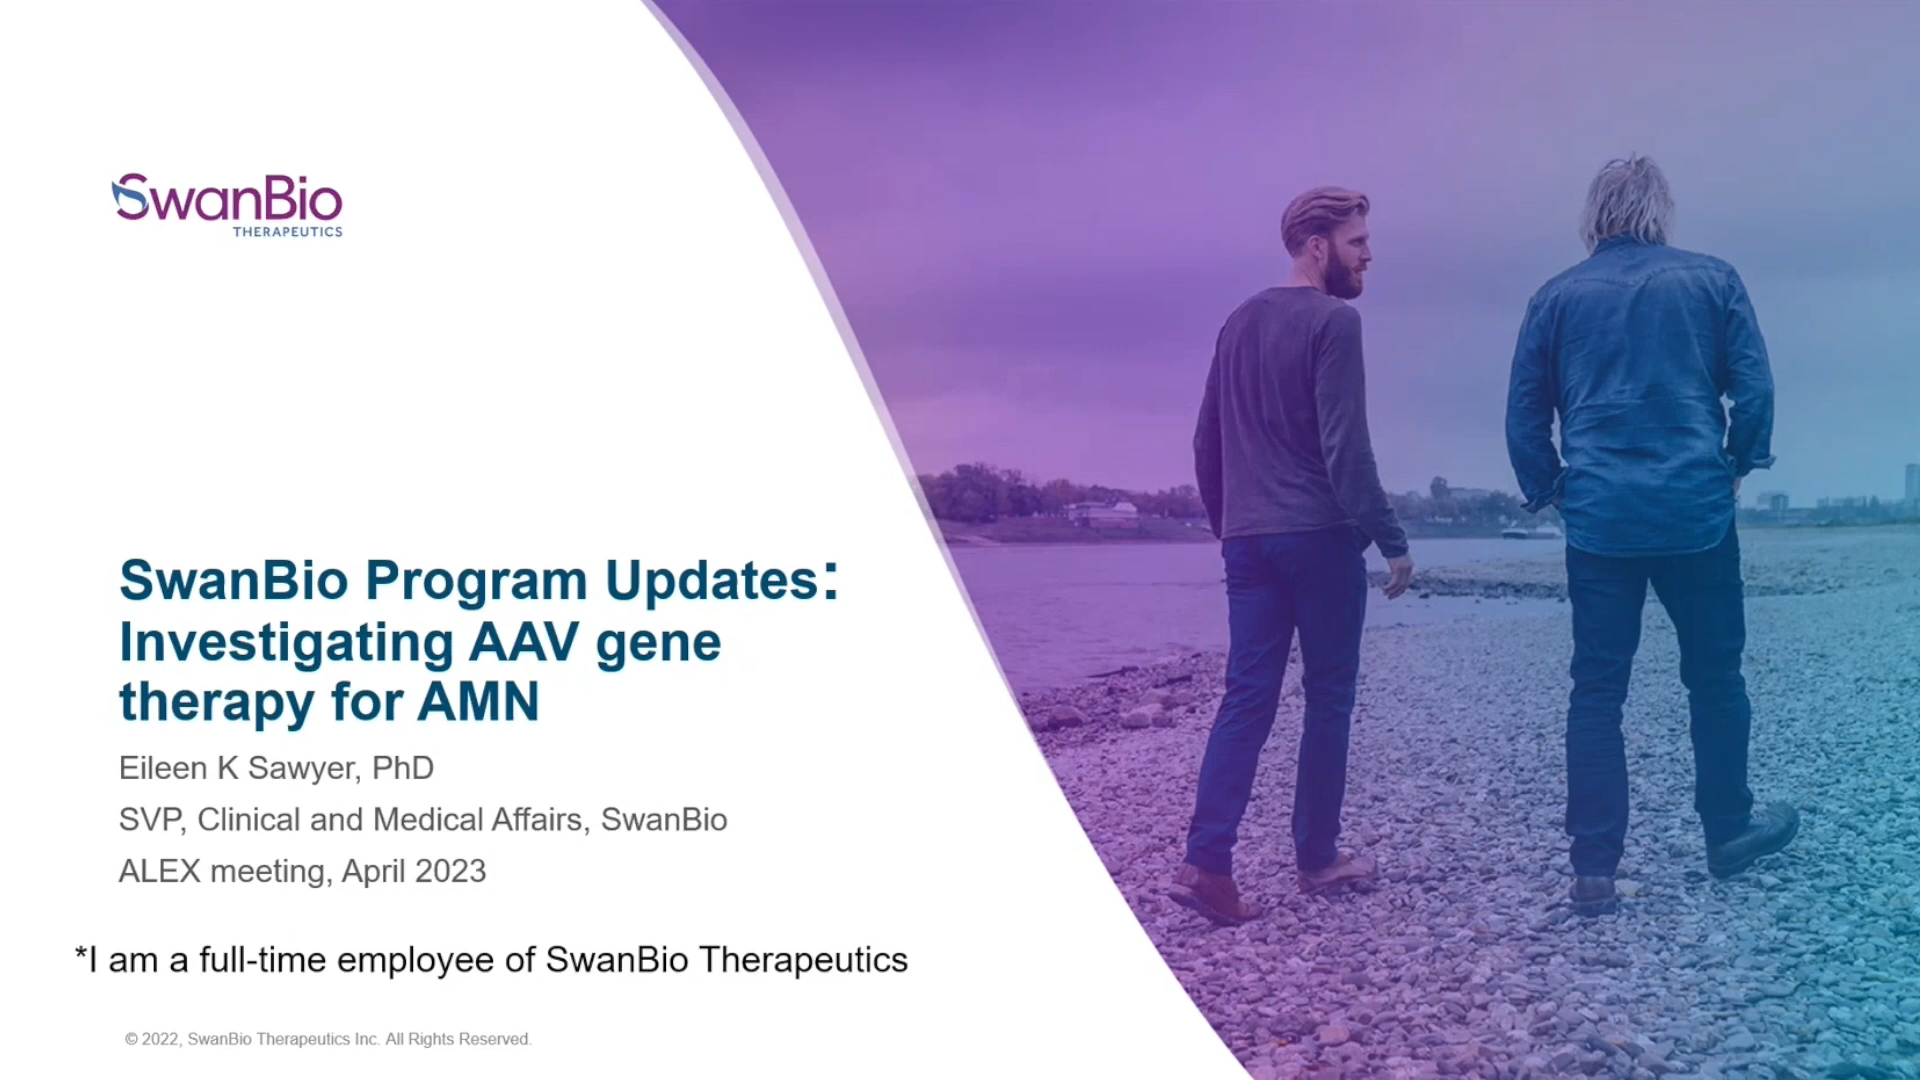 SwanBio
THERAPEUTICS
SwanBio Program Updates:
Investigating AAV gene
therapy for AMN
Eileen K Sawyer, PhD
SVP, Clinical and Medical Affairs, SwanBio
ALEX meeting, April 2023
*I am a full-time employee of SwanBio Therapeutics
© 2022, SwanBio Therapeutics Inc. All Rights Reserved.